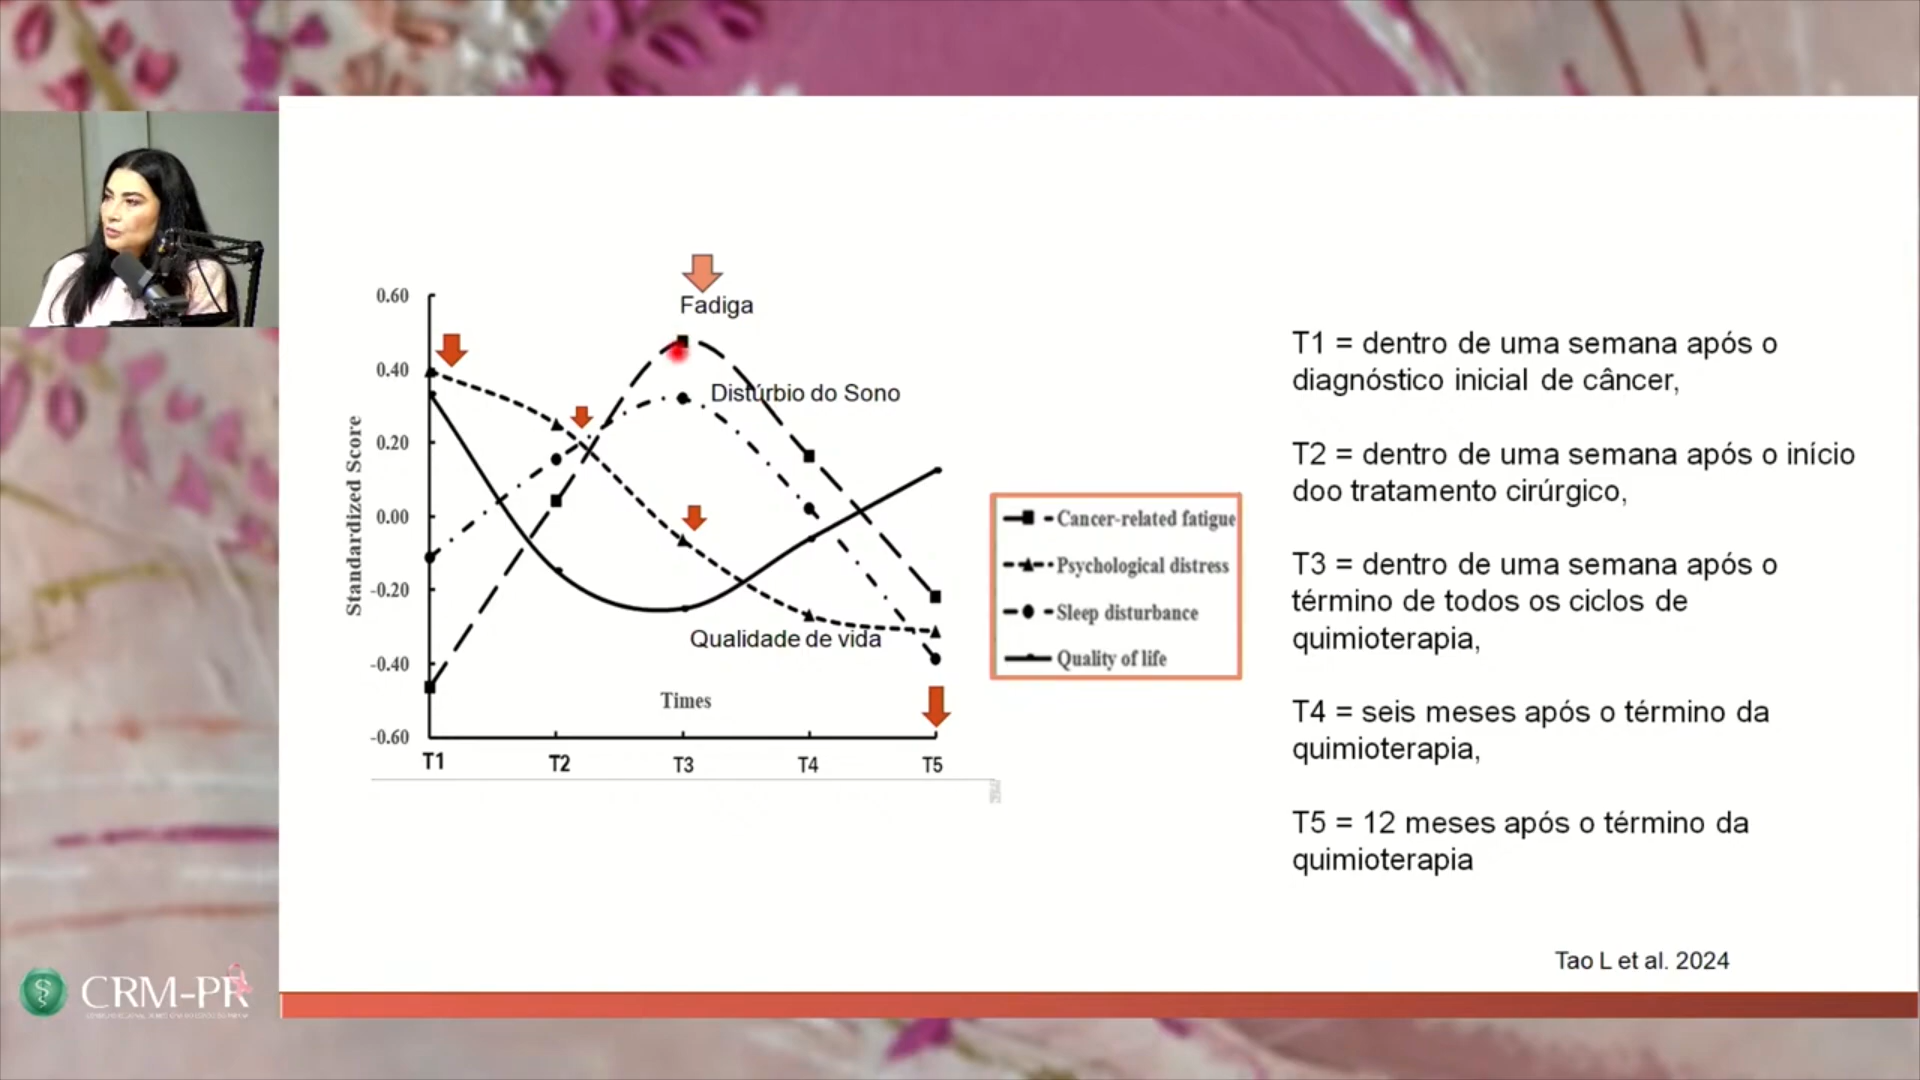 Fadiga
0.60
0.40
Distúrbio do Sono
0.20
Standardized Score
0.00
-0.20
Qualidade de vida
-0.40
Times
-0.60
T1
T2
T3
T4
T5
Cancer-related fatigue
Psychological distress
Sleep disturbance
Quality of life
T1 = dentro de uma semana após o
diagnóstico inicial de câncer,
T2 = dentro de uma semana após o início
doo tratamento cirúrgico,
T3 = dentro de uma semana após o
término de todos os ciclos de
quimioterapia,
T4 = seis meses após o término da
quimioterapia,
T5 = 12 meses após o término da
quimioterapia
Tao L et al. 2024
CRM-PR